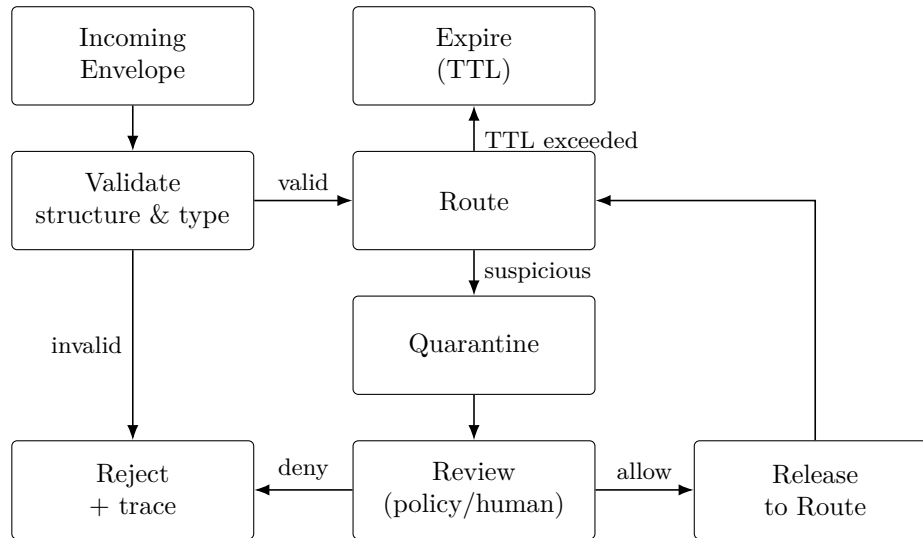 Incoming
Envelope
Expire
(TTL)
TTL exceeded
Validate
structure & type
valid
Route
suspicious
invalid
Quarantine
Reject
+ trace
deny
Review
(policy/human)
allow
Release
to Route